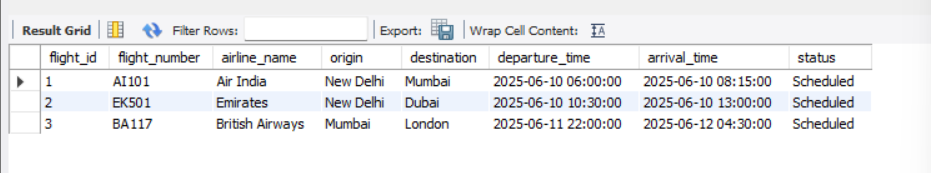 Result Grid Filter Rows: Export: Wrap Cell Content:
flight_id flight_number airline_name origin destination departure_time arrival_time status
1 AI101 Air India New Delhi Mumbai 2025-06-10 06:00:00 2025-06-10 08:15:00 Scheduled
2 EK501 Emirates New Delhi Dubai 2025-06-10 10:30:00 2025-06-10 13:00:00 Scheduled
3 BA117 British Airways Mumbai London 2025-06-11 22:00:00 2025-06-12 04:30:00 Scheduled